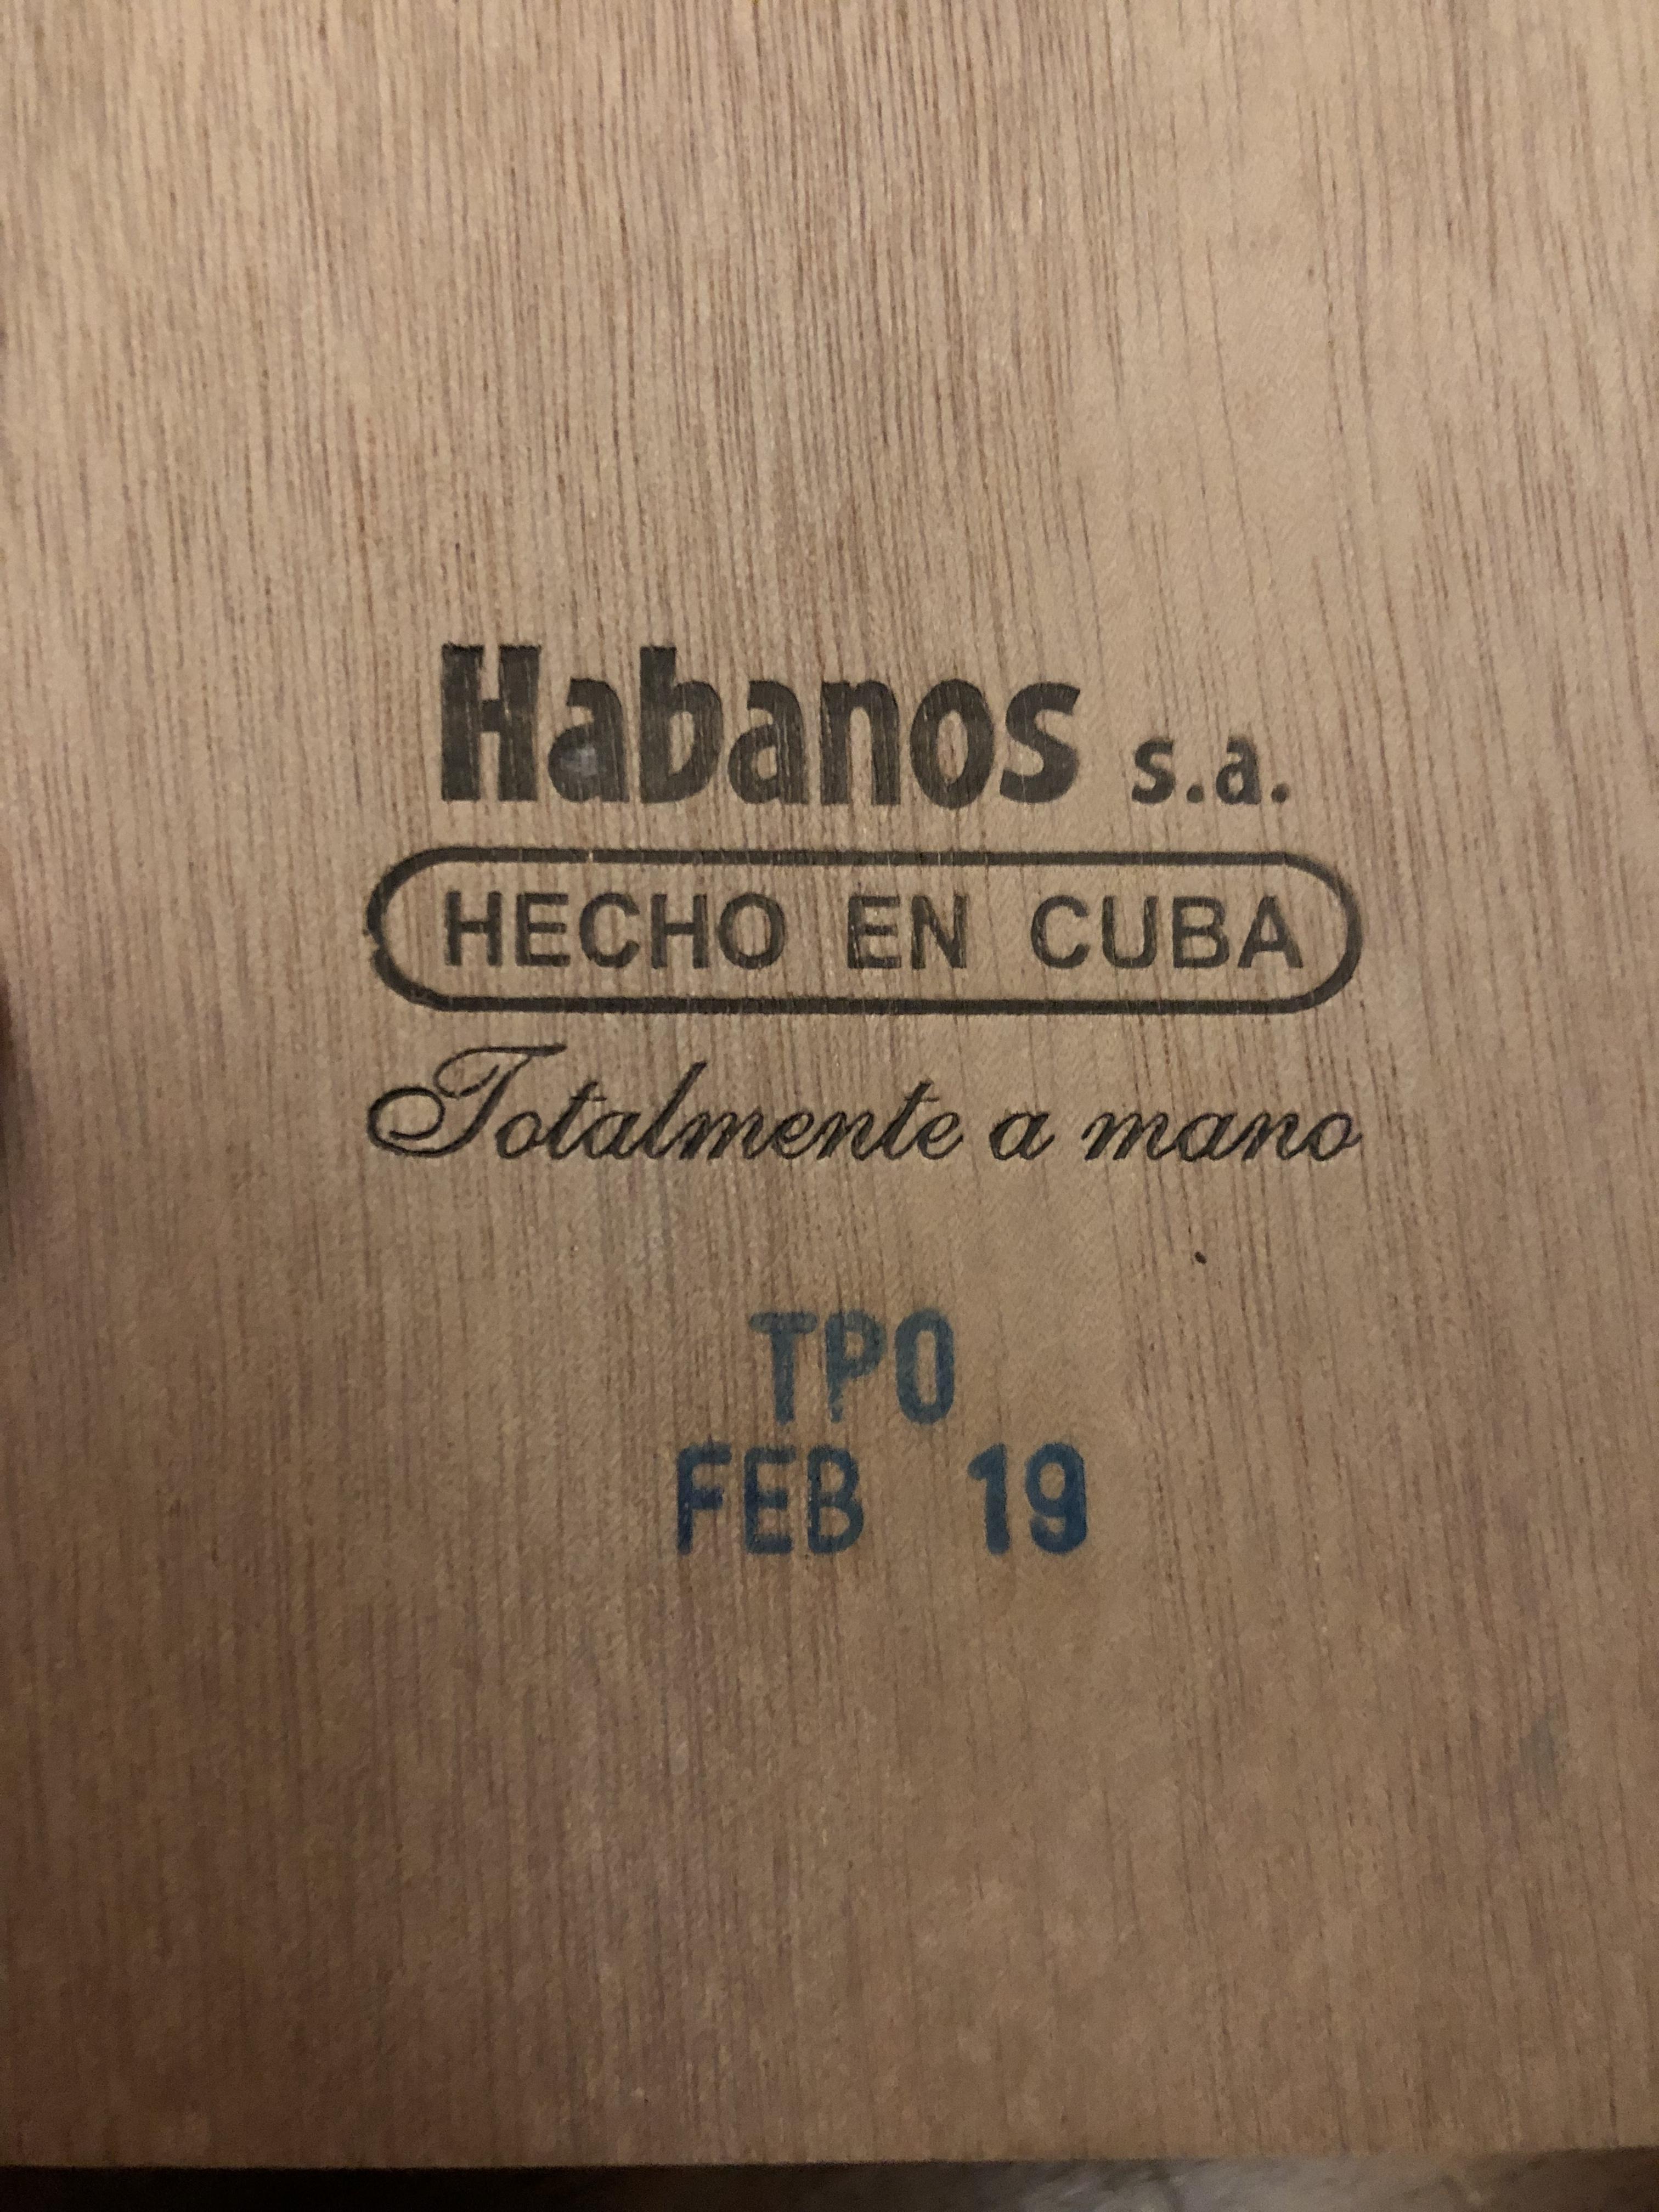 Habanos s.a.
HECHO EN CUBA
Totalmente a mano
TPO
FEB 19